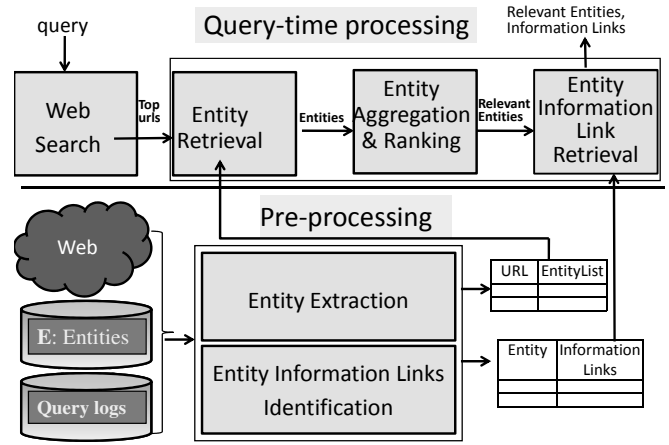 query
Query-time processing
Relevant Entities,
Information Links
Web
Search
Top
urls
Entity
Retrieval
Entities
Entity
Aggregation
& Ranking
Relevant
Entities
Entity
Information
Link
Retrieval
Pre-processing
Web
E: Entities
Query logs
Entity Extraction
Entity Information Links
Identification
URL EntityList
Entity Information
Links